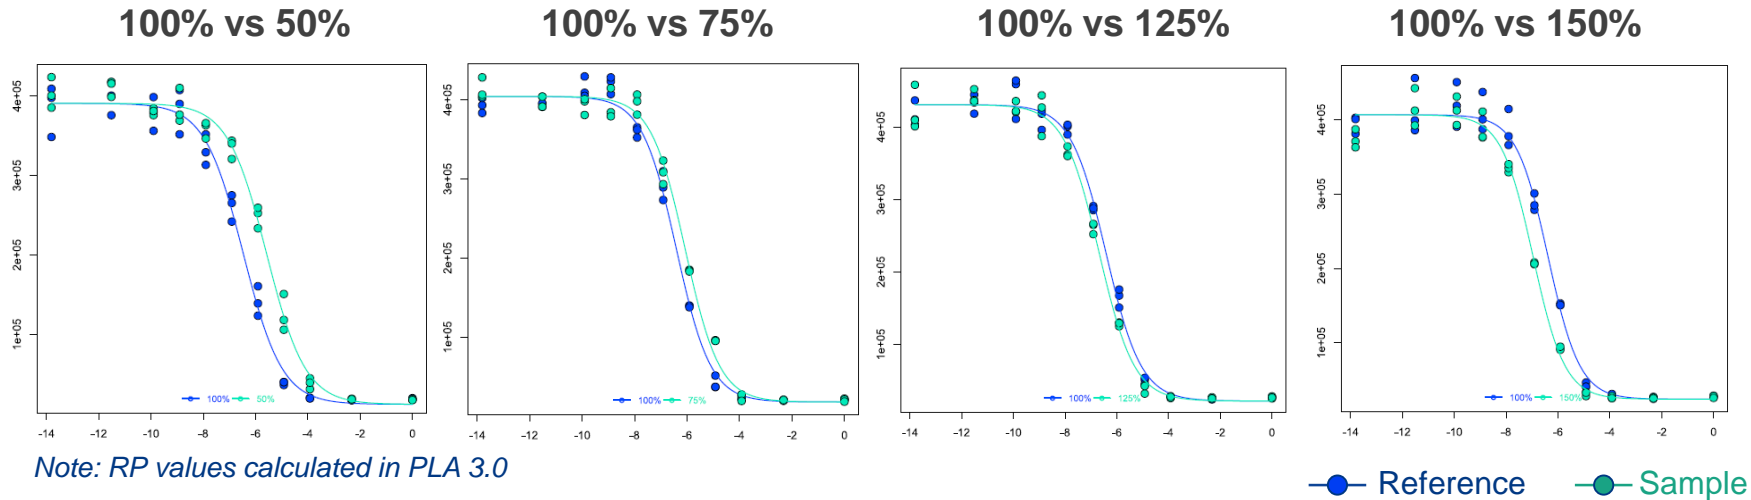 100% vs 50%
100% vs 75%
100% vs 125%
100% vs 150%
4e+05
3e+05
2e+05
1e+05
100% 50%
-14 -12 -10 -8 -6 -4 -2 0
4e+05
3e+05
2e+05
1e+05
100% 75%
-14 -12 -10 -8 -6 -4 -2 0
4e+05
3e+05
2e+05
1e+05
100% 125%
-14 -12 -10 -8 -6 -4 -2 0
4e+05
3e+05
2e+05
1e+05
100% 150%
-14 -12 -10 -8 -6 -4 -2 0
Note: RP values calculated in PLA 3.0
Reference Sample